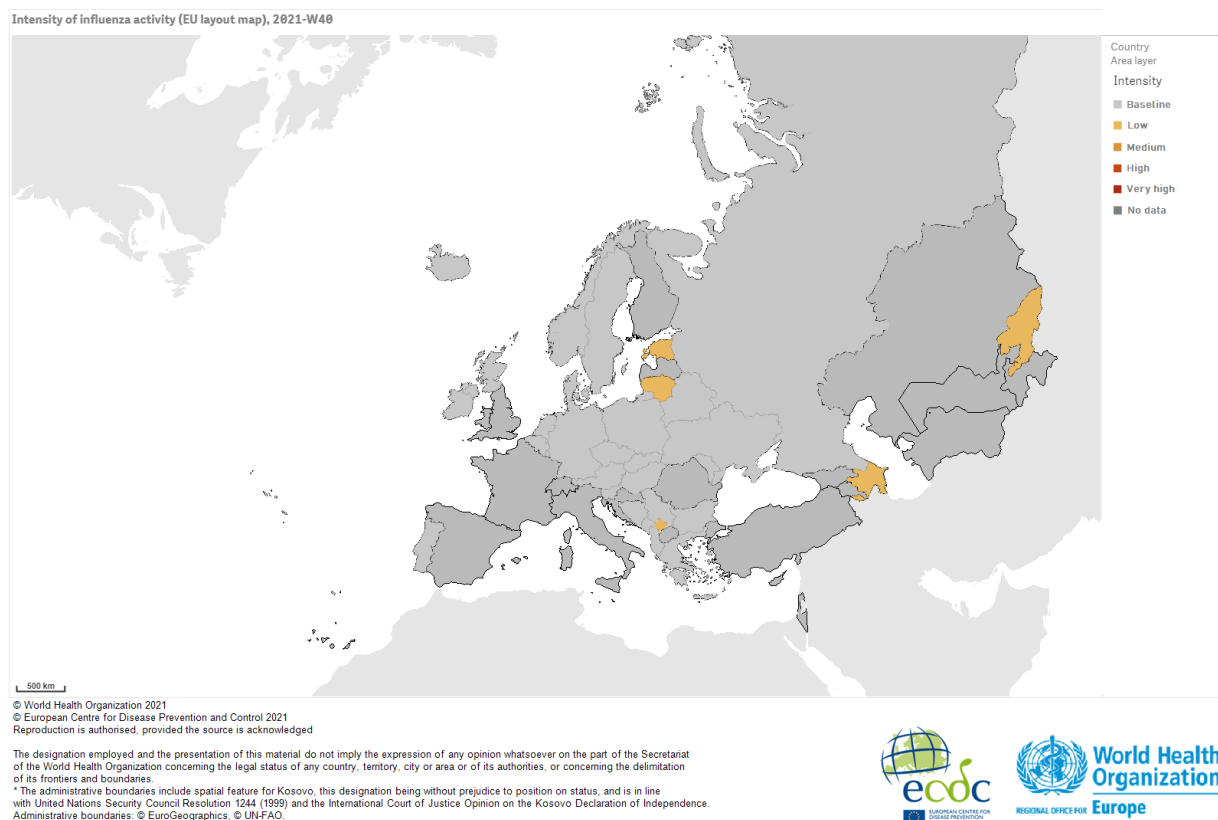 Intensity of influenza activity (EU layout map), 2021-W40
Country
Area layer
Intensity
Baseline
Low
Medium
High
Very high
No data
500 km
© World Health Organization 2021
© European Centre for Disease Prevention and Control 2021
Reproduction is authorised, provided the source is acknowledged
The designation employed and the presentation of this material do not imply the expression of any opinion whatsoever on the part of the Secretariat
of the World Health Organization concerning the legal status of any country, territory, city or area or of its authorities, or concerning the delimitation
of its frontiers and boundaries.
* The administrative boundaries include spatial feature for Kosovo, this designation being without prejudice to position on status, and is in line
with United Nations Security Council Resolution 1244 (1999) and the International Court of Justice Opinion on the Kosovo Declaration of Independence.
Administrative boundaries: © EuroGeographics, © UN-FAO.
ecdc
EUROPEAN CENTRE FOR
DISEASE PREVENTION
World Health
Organization
REGIONAL OFFICE FOR Europe